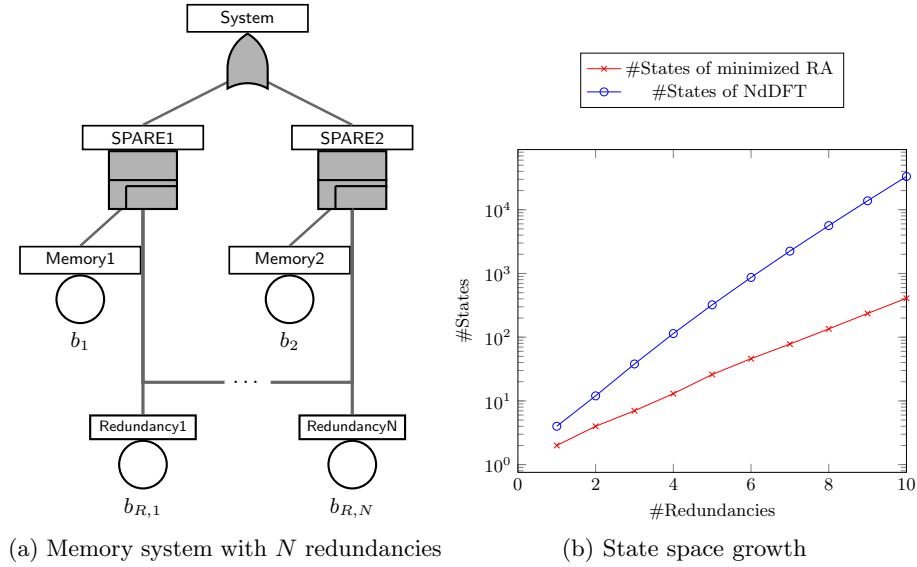 System
SPARE1
SPARE2
Memory1
Memory2
b1
b2
...
Redundancy1
RedundancyN
bR,1
bR,N
(a) Memory system with N redundancies
#States of minimized RA
#States of NdDFT
10^4
10^3
10^2
10^1
10^0
#States
0 2 4 6 8 10
#Redundancies
(b) State space growth